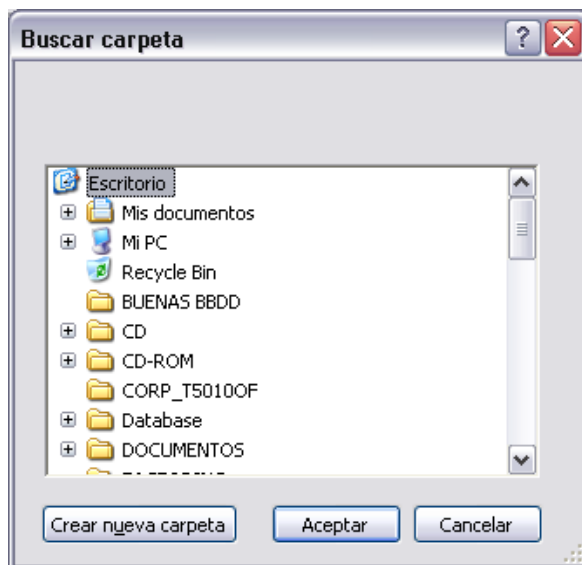 Buscar carpeta
Escritorio
Mis documentos
Mi PC
Recycle Bin
BUENAS BBDD
CD
CD-ROM
CORP_T5010OF
Database
DOCUMENTOS
Crear nueva carpeta Aceptar Cancelar